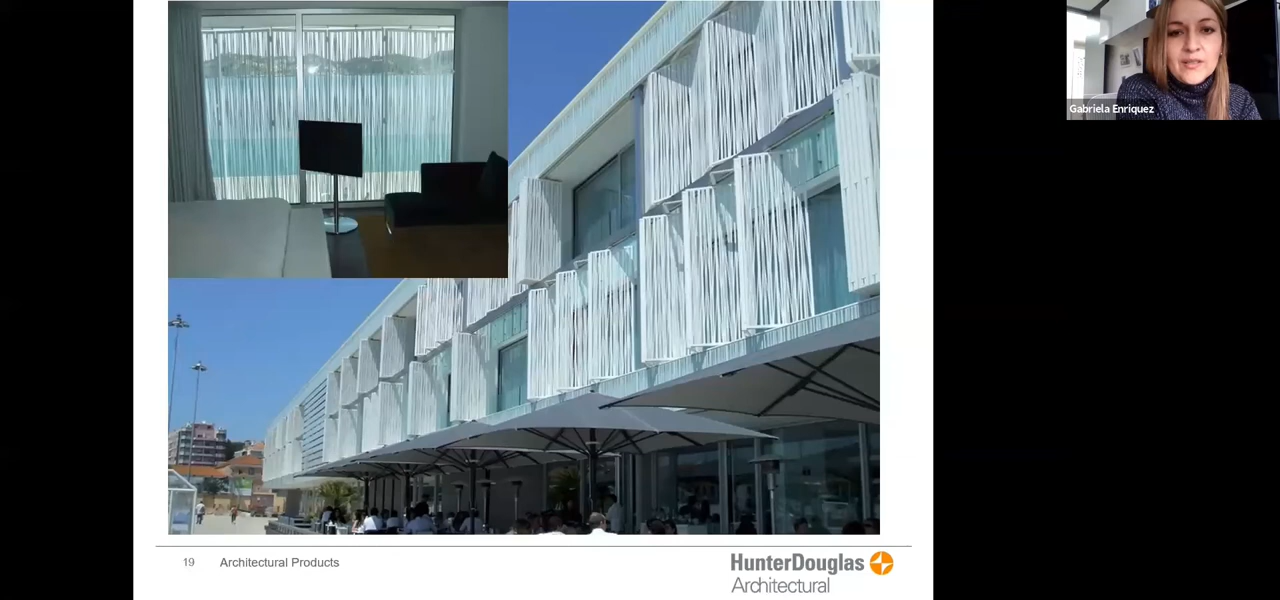 Gabriela Enriquez
19 Architectural Products
HunterDouglas
Architectural